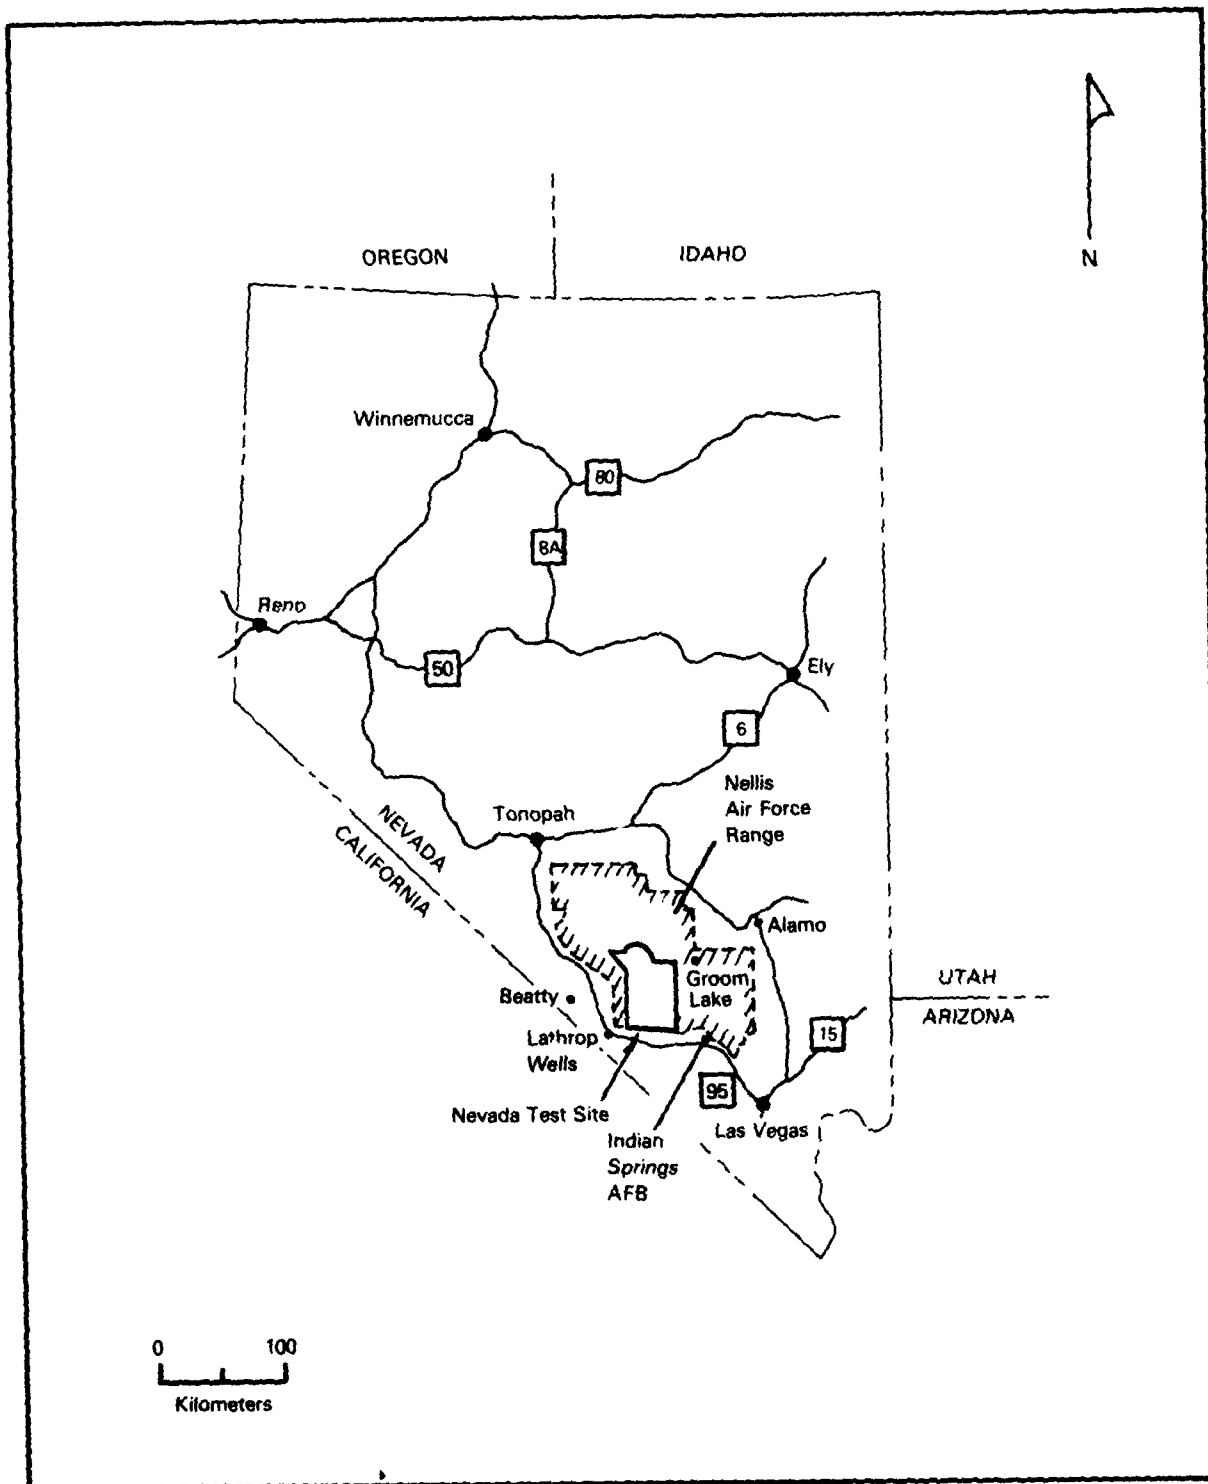 OREGON
IDAHO
N
Winnemucca
80
8A
Reno
50
Ely
6
Nellis
Air Force
Range
Tonopah
NEVADA
CALIFORNIA
Alamo
Groom
Lake
Beatty
UTAH
ARIZONA
Lathrop
Wells
15
95
Nevada Test Site
Las Vegas
Indian
Springs
AFB
0 100
Kilometers